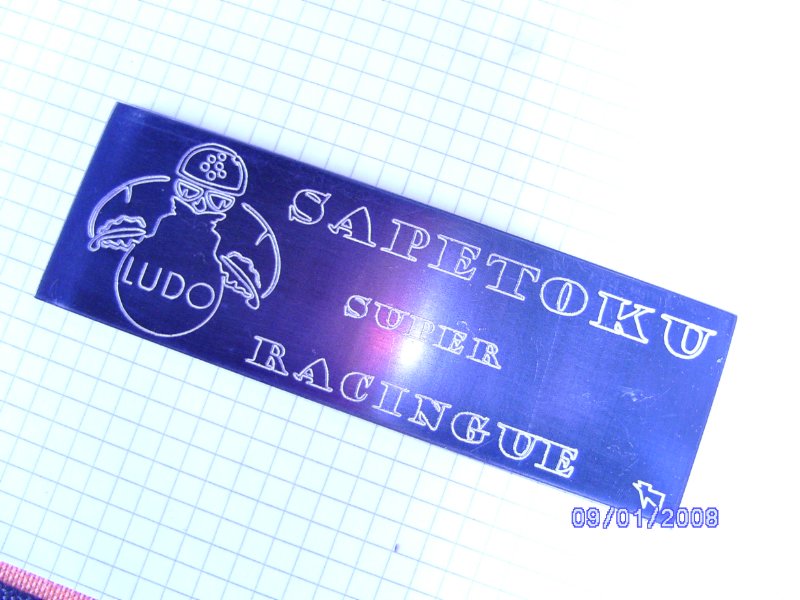 LUDO
SAPETOKU
SUPER
RACINGUE
09/01/2008